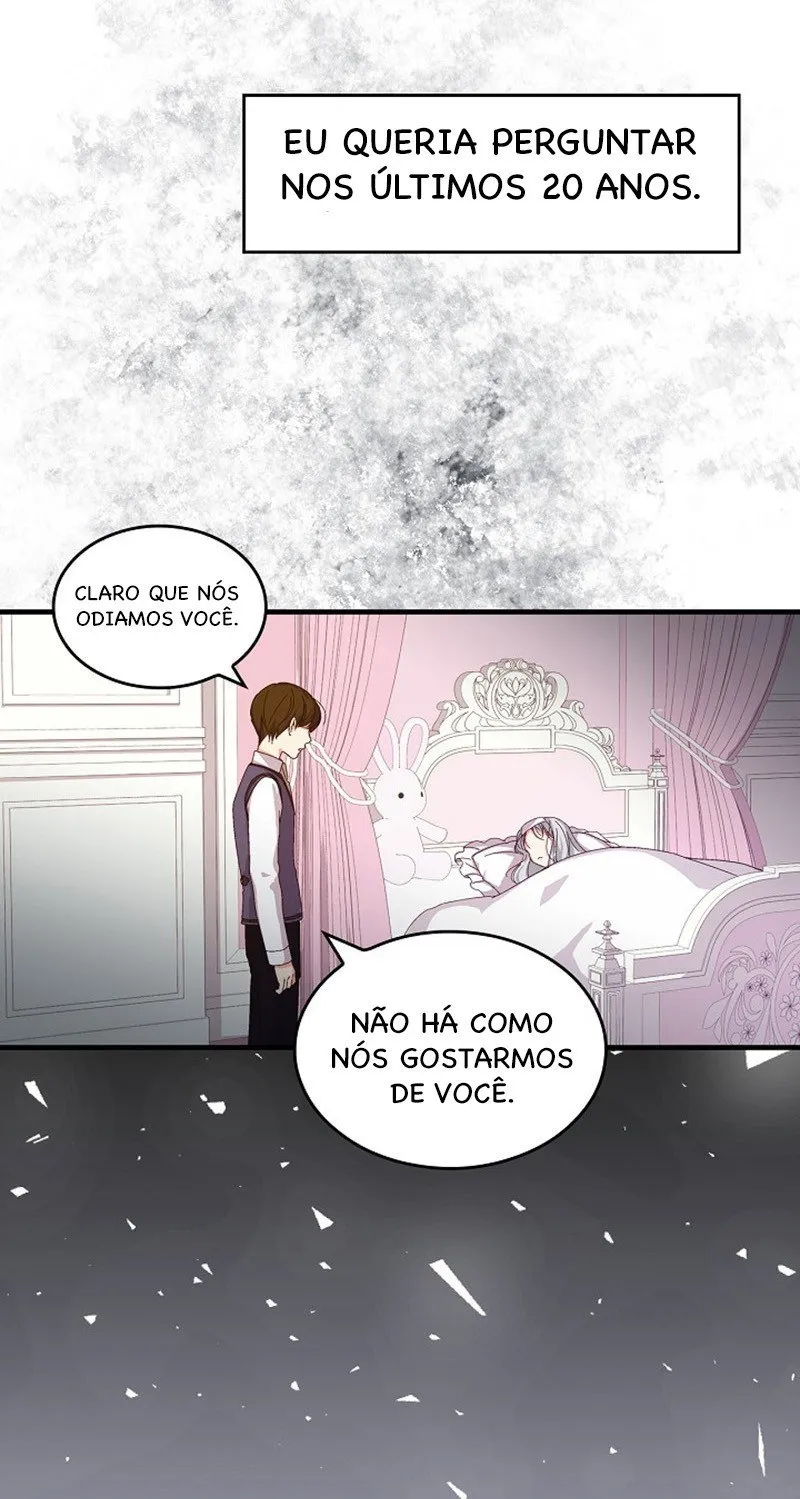 EU QUERIA PERGUNTAR
NOS ÚLTIMOS 20 ANOS.
CLARO QUE NÓS
ODIAMOS VOCÊ.
NÃO HÁ COMO
NÓS GOSTARMOS
DE VOCÊ.